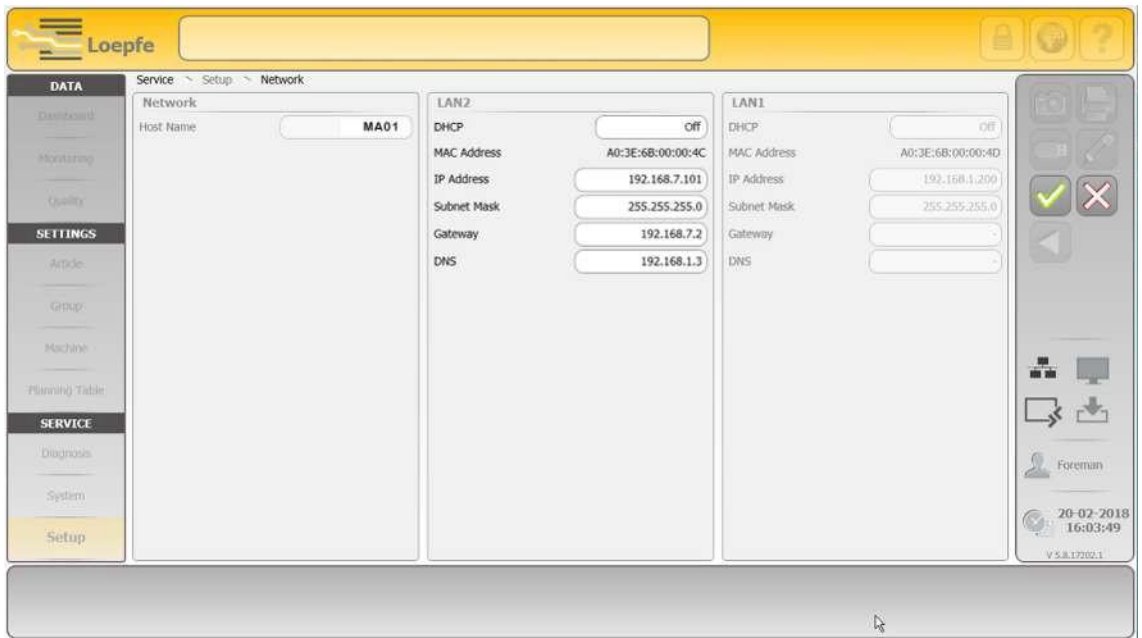 Loepfe
?
DATA
Dashboard
Monitoring
Quality
SETTINGS
Article
Group
Machine
Planning Table
SERVICE
Diagnosis
System
Setup
Service ~ Setup ~ Network
Network
Host Name MA01
LAN2
DHCP Off
MAC Address A0:3E:6B:00:00:4C
IP Address 192.168.7.101
Subnet Mask 255.255.255.0
Gateway 192.168.7.2
DNS 192.168.1.3
LAN1
DHCP Off
MAC Address A0:3E:6B:00:00:4D
IP Address 192.168.1.200
Subnet Mask 255.255.255.0
Gateway -
DNS -
Foreman
20-02-2018
16:03:49
V 5.8.17202.1